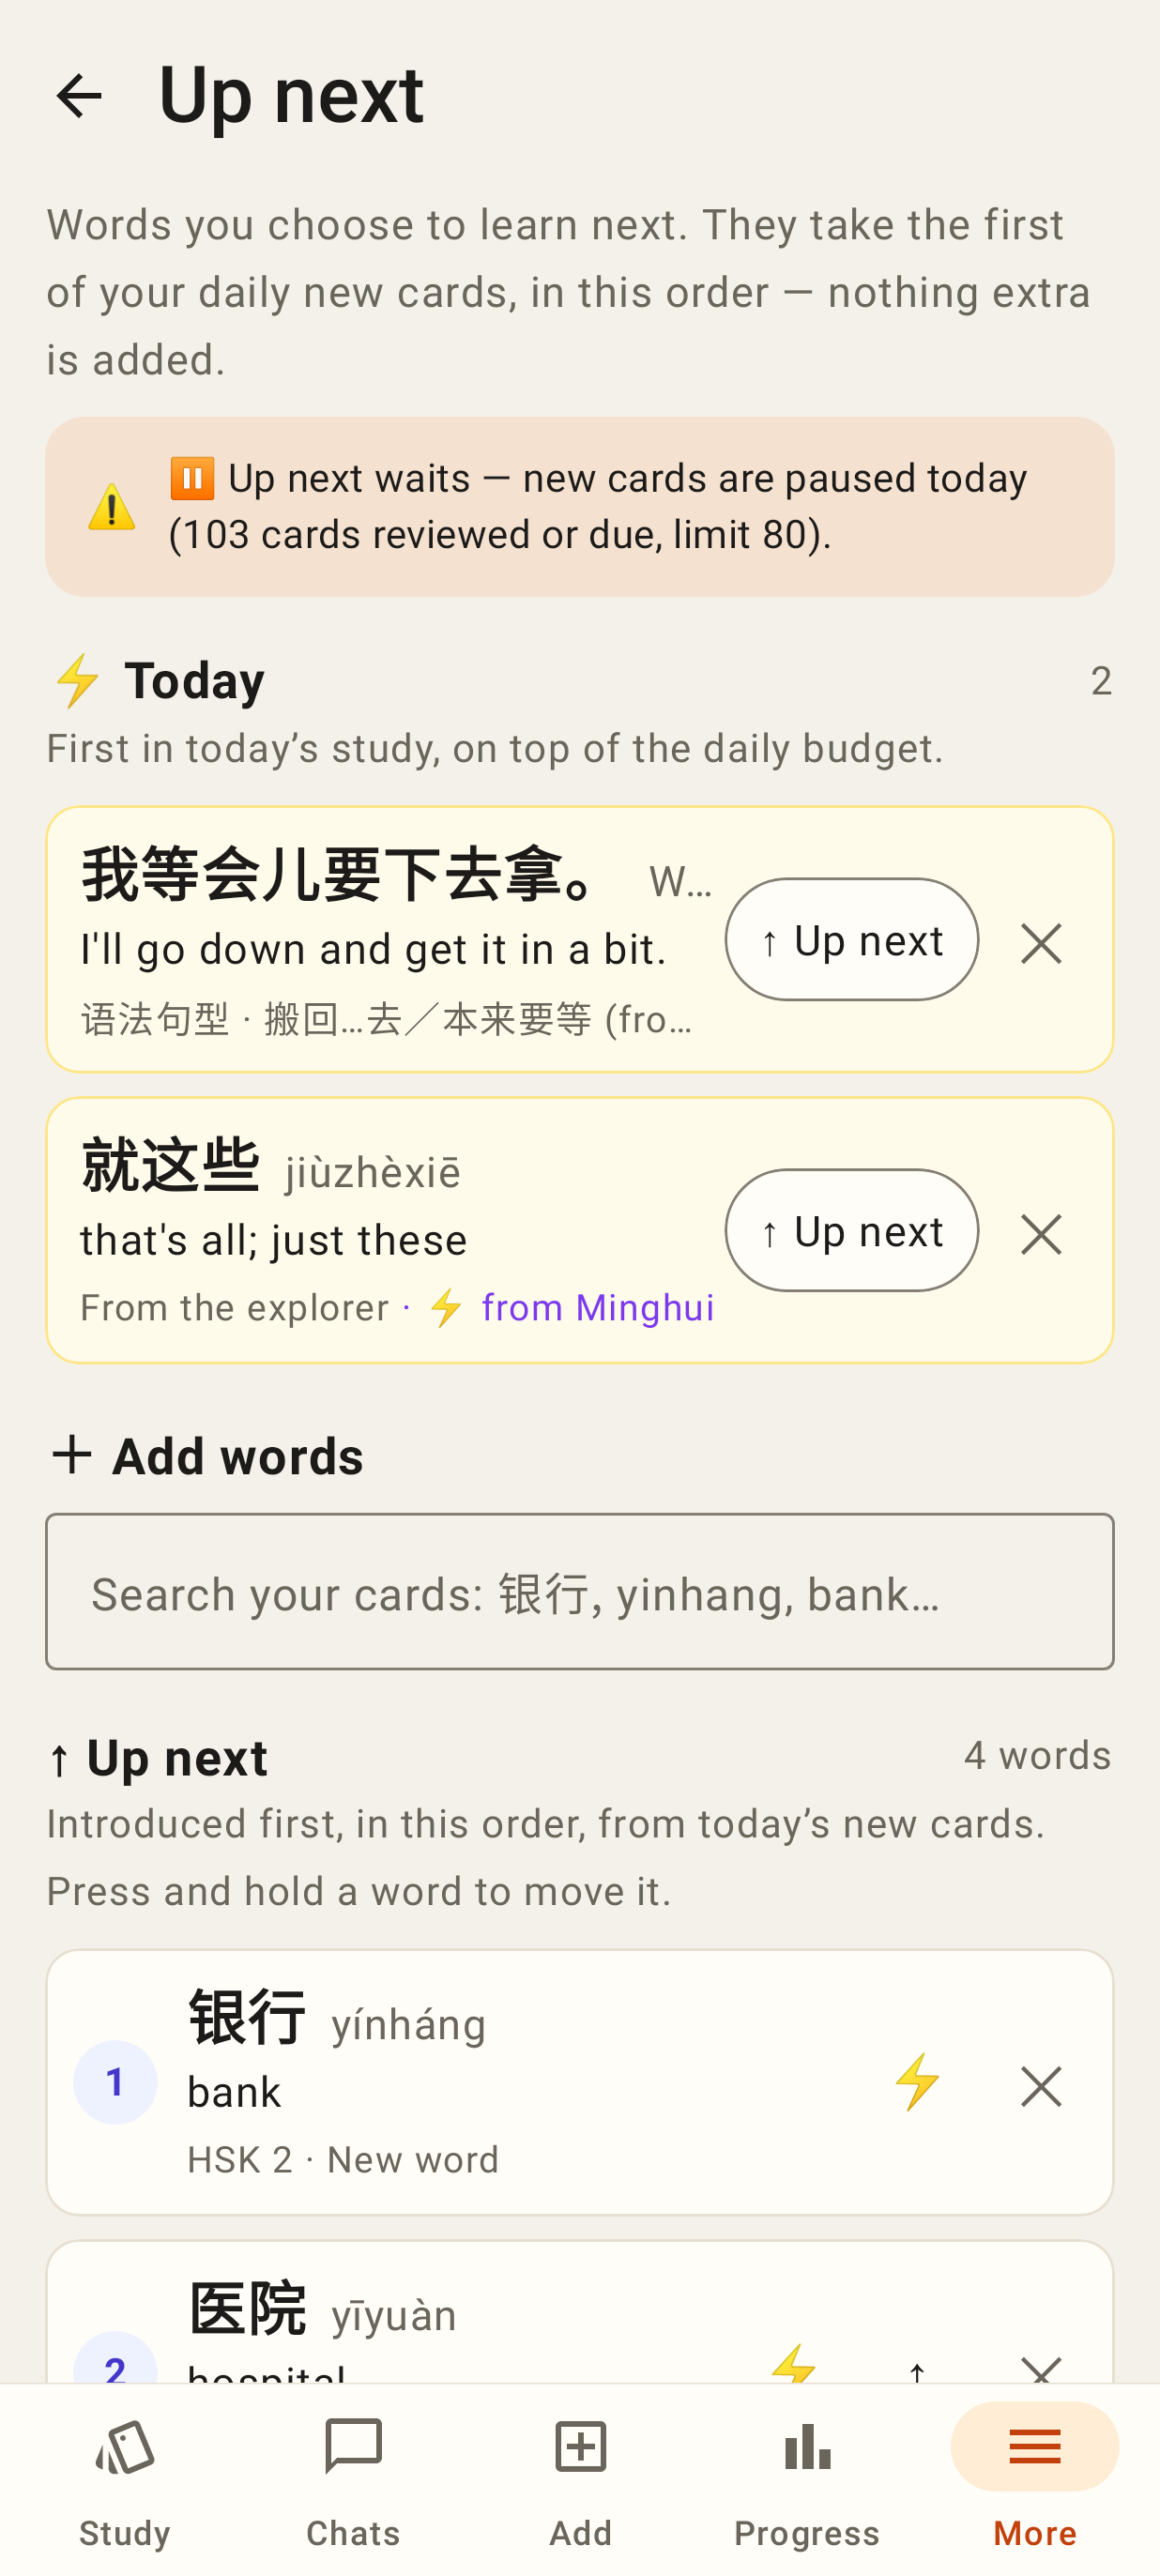 Up next
Words you choose to learn next. They take the first
of your daily new cards, in this order — nothing extra
is added.
⚠️ ⏸️ Up next waits — new cards are paused today
(103 cards reviewed or due, limit 80).
⚡ Today 2
First in today’s study, on top of the daily budget.
我等会儿要下去拿。 W…
I'll go down and get it in a bit.
语法句型 · 搬回…去／本来要等 (fro…
↑ Up next
就这些 jiùzhèxiē
that's all; just these
From the explorer · ⚡ from Minghui
↑ Up next
+ Add words
Search your cards: 银行, yinhang, bank…
↑ Up next 4 words
Introduced first, in this order, from today’s new cards.
Press and hold a word to move it.
1
银行 yínháng
bank
HSK 2 · New word
2
医院 yīyuàn
hospital
Study
Chats
Add
Progress
More